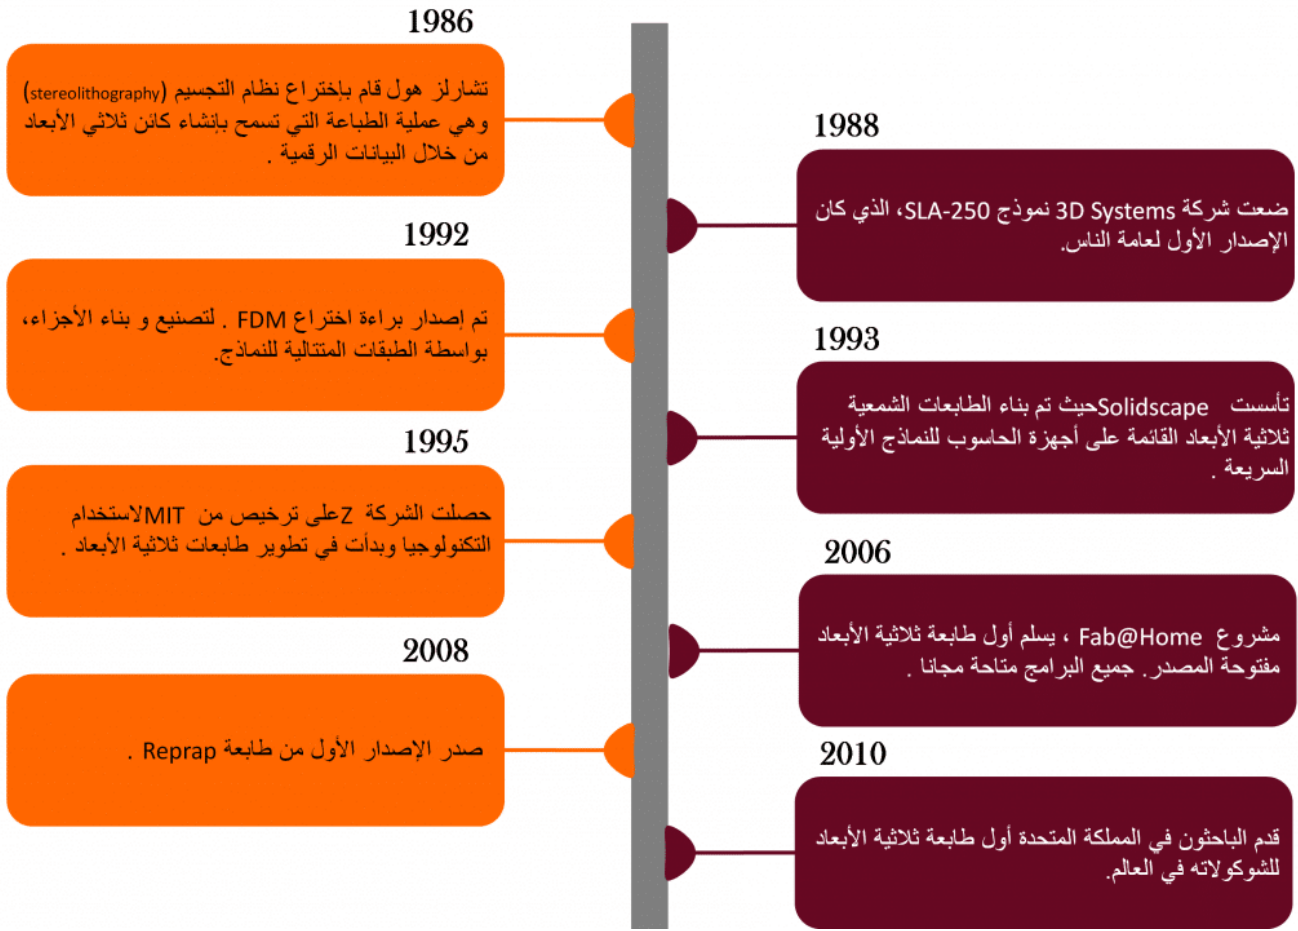 1986
تشارلز هول قام بإختراع نظام التجسيم (stereolithography)
وهي عملية الطباعة التي تسمح بإنشاء كائن ثلاثي الأبعاد
من خلال البيانات الرقمية .
1988
ضعت شركة 3D Systems نموذج SLA-250، الذي كان
الإصدار الأول لعامة الناس.
1992
تم إصدار براءة اختراع FDM . لتصنيع و بناء الأجزاء،
بواسطة الطبقات المتتالية للنماذج.
1993
تأسست Solidscapeحيث تم بناء الطابعات الشمعية
ثلاثية الأبعاد القائمة على أجهزة الحاسوب للنماذج الأولية
السريعة .
1995
حصلت الشركة Zعلى ترخيص من MITلاستخدام
التكنولوجيا وبدأت في تطوير طابعات ثلاثية الأبعاد .
2006
مشروع Fab@Home ، يسلم أول طابعة ثلاثية الأبعاد
مفتوحة المصدر. جميع البرامج متاحة مجانا .
2008
صدر الإصدار الأول من طابعة Reprap .
2010
قدم الباحثون في المملكة المتحدة أول طابعة ثلاثية الأبعاد
للشوكولاته في العالم.